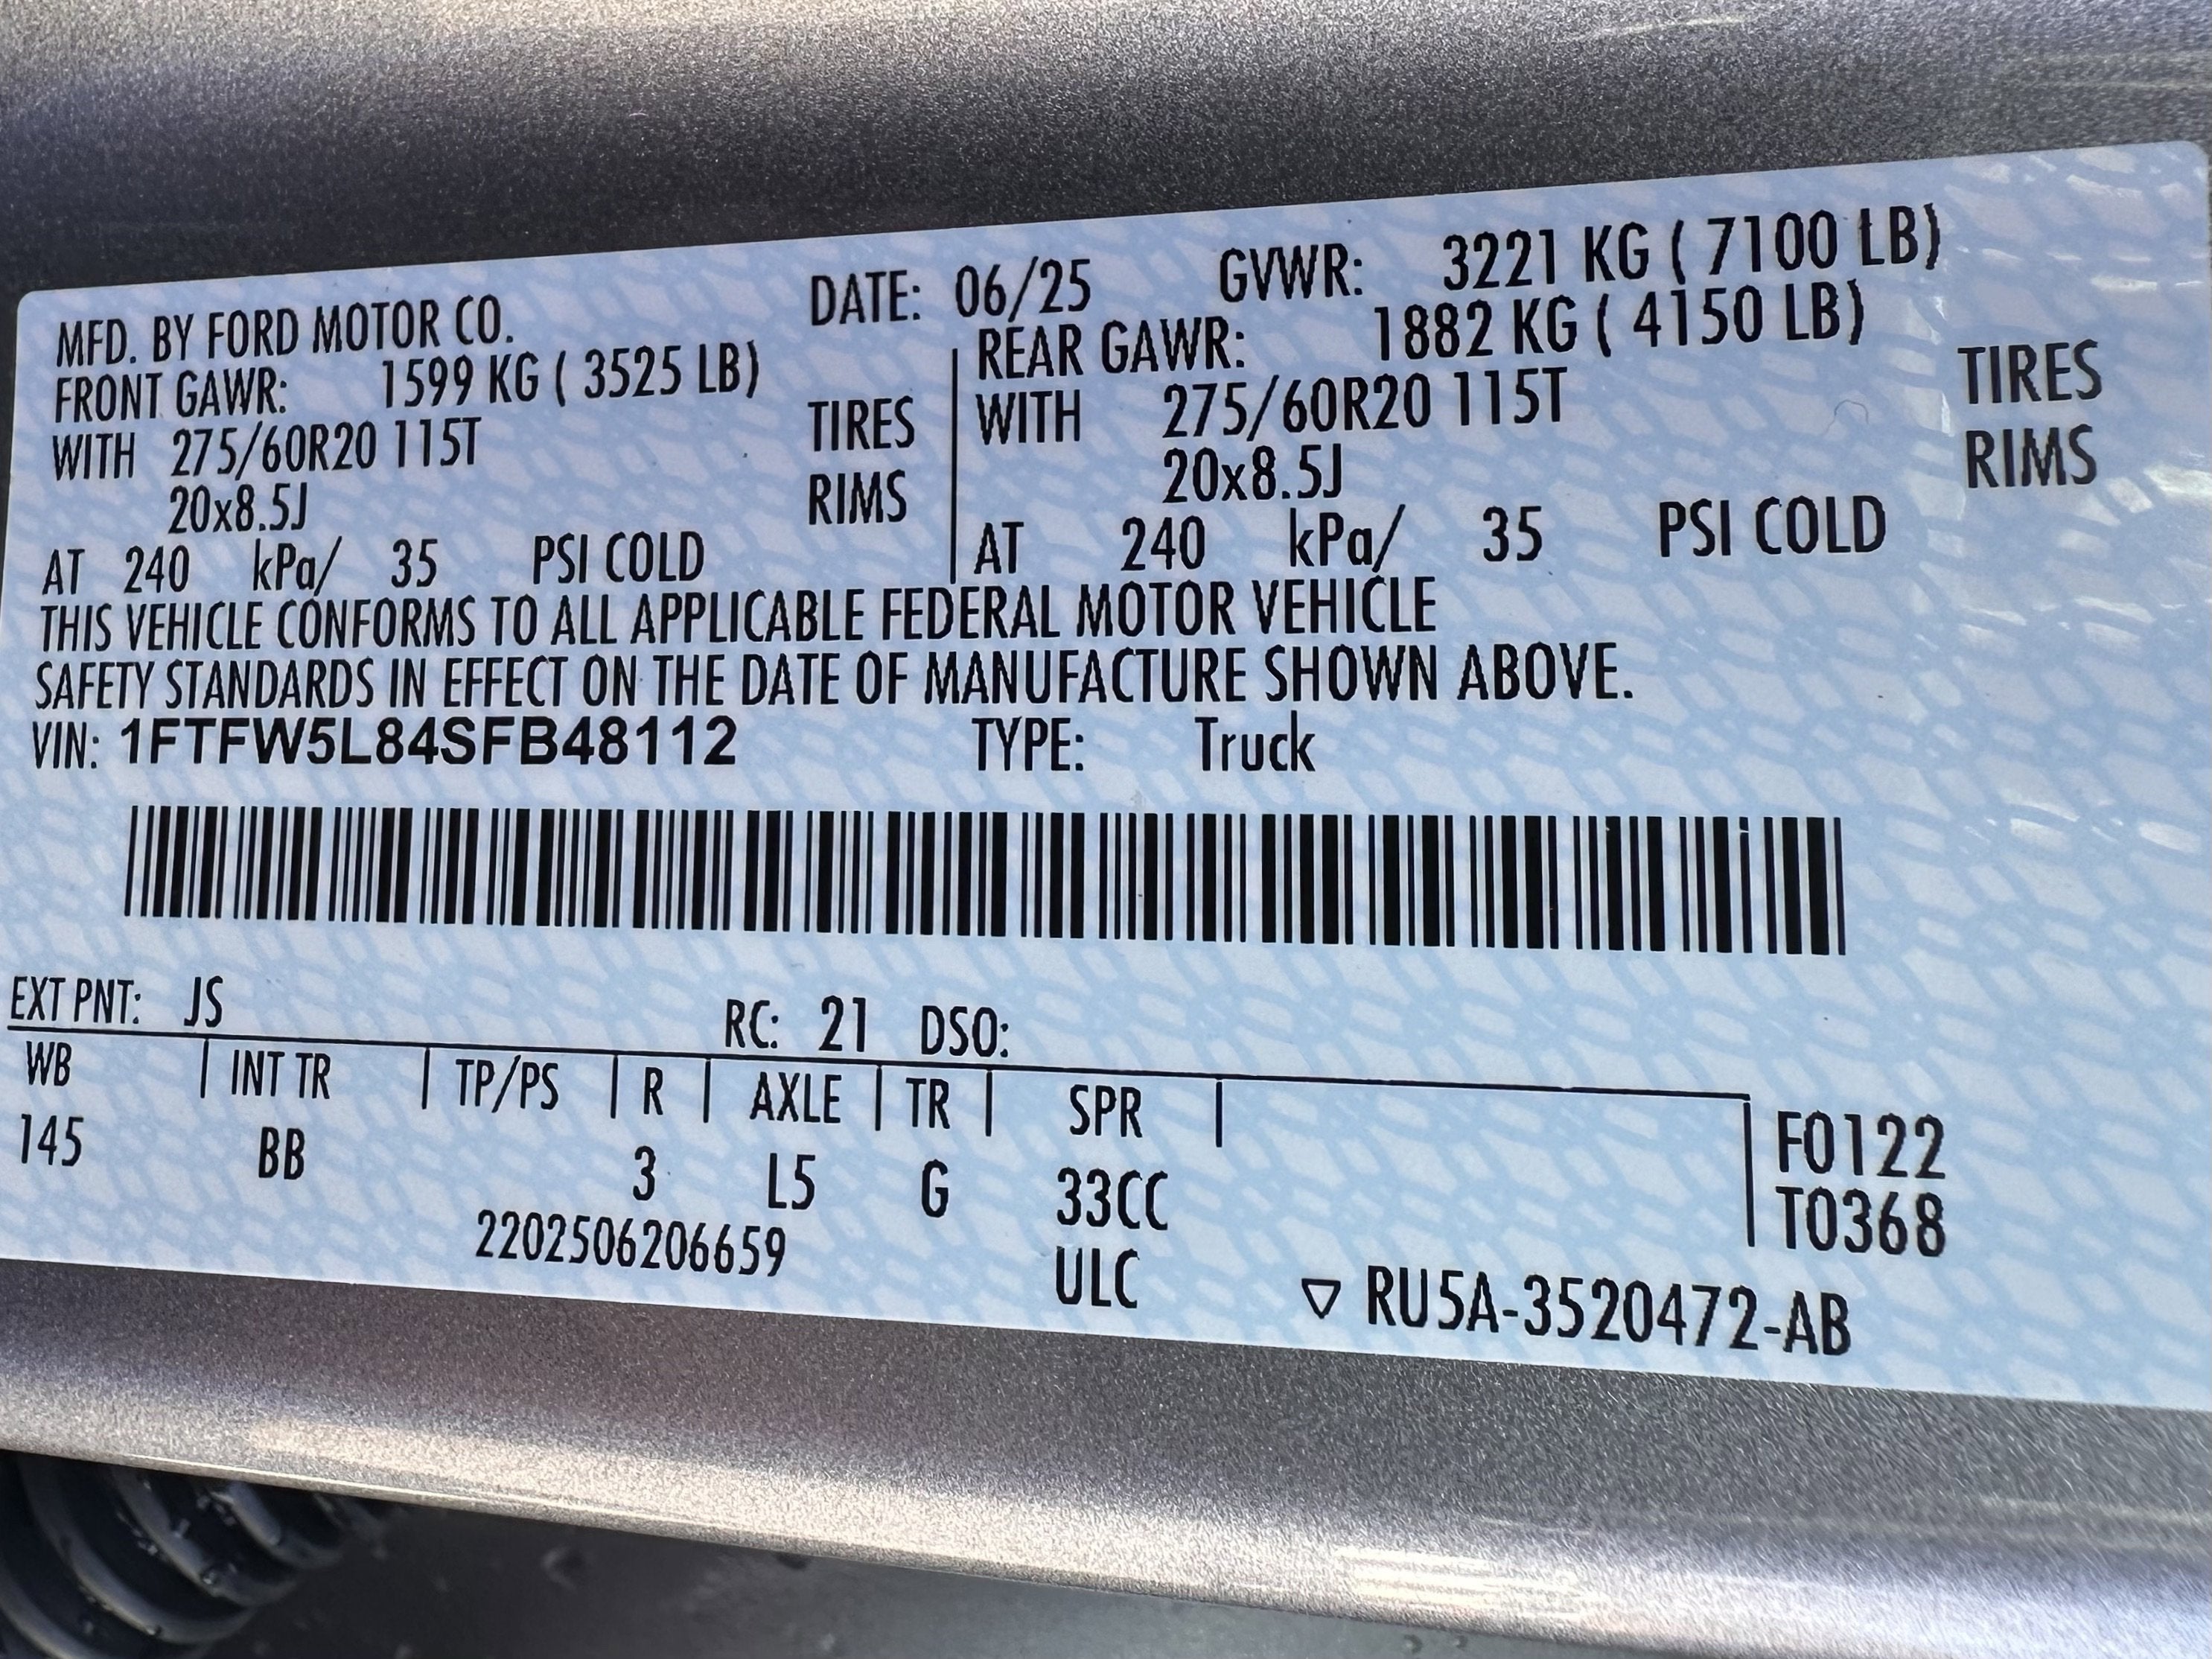 MFD. BY FORD MOTOR CO. DATE: 06/25 GVWR: 3221 KG ( 7100 LB)
FRONT GAWR: 1599 KG ( 3525 LB) REAR GAWR: 1882 KG ( 4150 LB)
WITH 275/60R20 115T TIRES WITH 275/60R20 115T TIRES
20x8.5J RIMS 20x8.5J RIMS
AT 240 kPa/ 35 PSI COLD AT 240 kPa/ 35 PSI COLD
THIS VEHICLE CONFORMS TO ALL APPLICABLE FEDERAL MOTOR VEHICLE
SAFETY STANDARDS IN EFFECT ON THE DATE OF MANUFACTURE SHOWN ABOVE.
VIN: 1FTFW5L84SFB48112 TYPE: Truck
EXT PNT: JS RC: 21 DSO:
WB INT TR TP/PS R AXLE TR SPR F0122
145 BB 3 L5 G 33CC T0368
2202506206659 ULC ▽ RU5A-3520472-AB